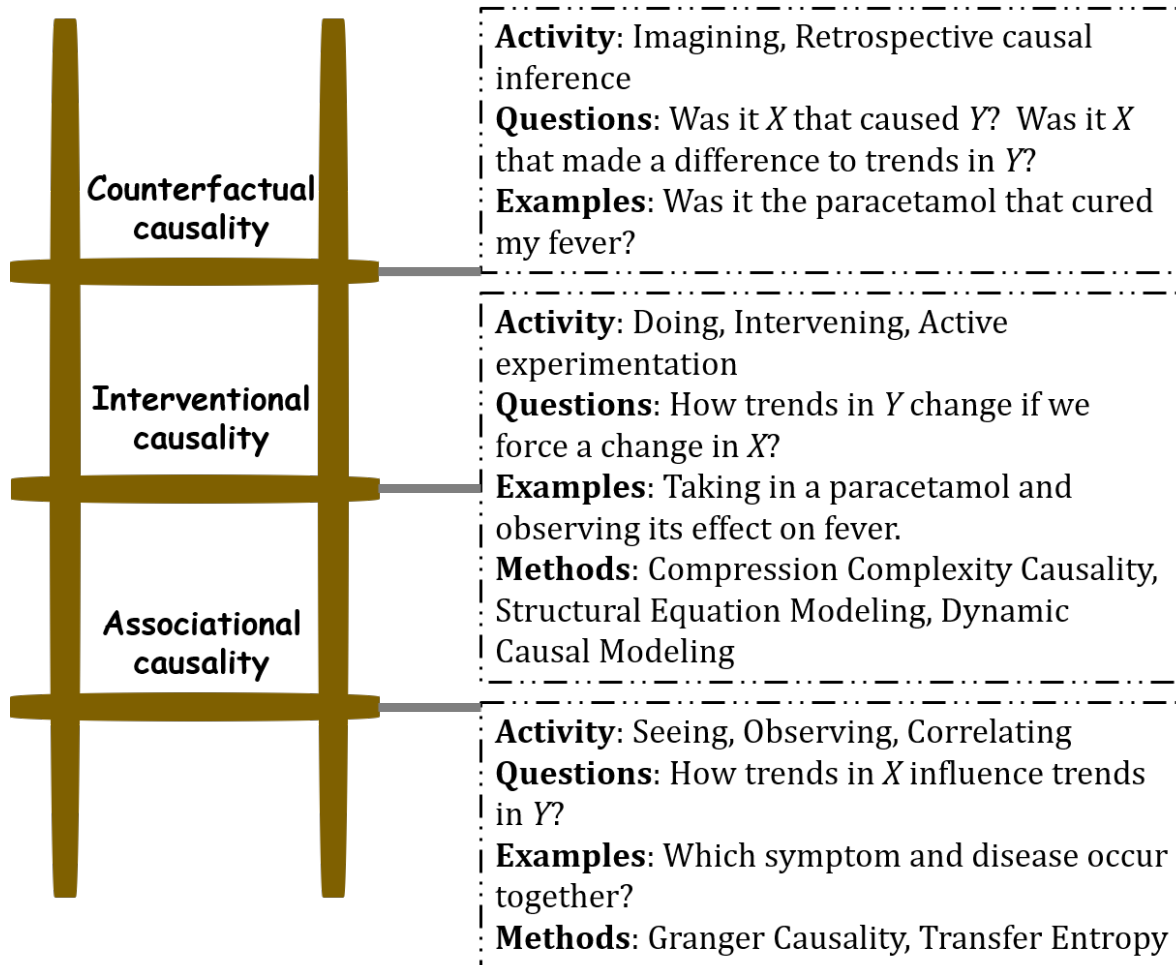 Counterfactual
causality
Activity: Imagining, Retrospective causal
inference
Questions: Was it X that caused Y? Was it X
that made a difference to trends in Y?
Examples: Was it the paracetamol that cured
my fever?
Interventional
causality
Activity: Doing, Intervening, Active
experimentation
Questions: How trends in Y change if we
force a change in X?
Examples: Taking in a paracetamol and
observing its effect on fever.
Methods: Compression Complexity Causality,
Structural Equation Modeling, Dynamic
Causal Modeling
Associational
causality
Activity: Seeing, Observing, Correlating
Questions: How trends in X influence trends
in Y?
Examples: Which symptom and disease occur
together?
Methods: Granger Causality, Transfer Entropy